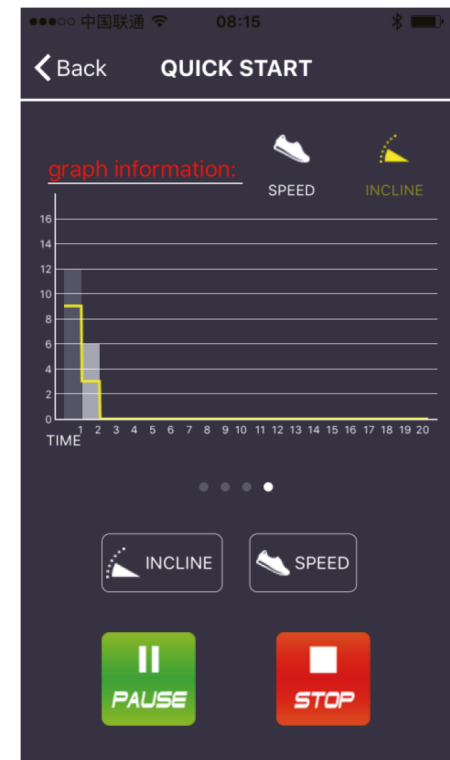 中国联通 08:15
Back QUICK START
graph information:
SPEED INCLINE
16
14
12
10
8
6
4
2
0
TIME 1 2 3 4 5 6 7 8 9 10 11 12 13 14 15 16 17 18 19 20
INCLINE SPEED
PAUSE STOP